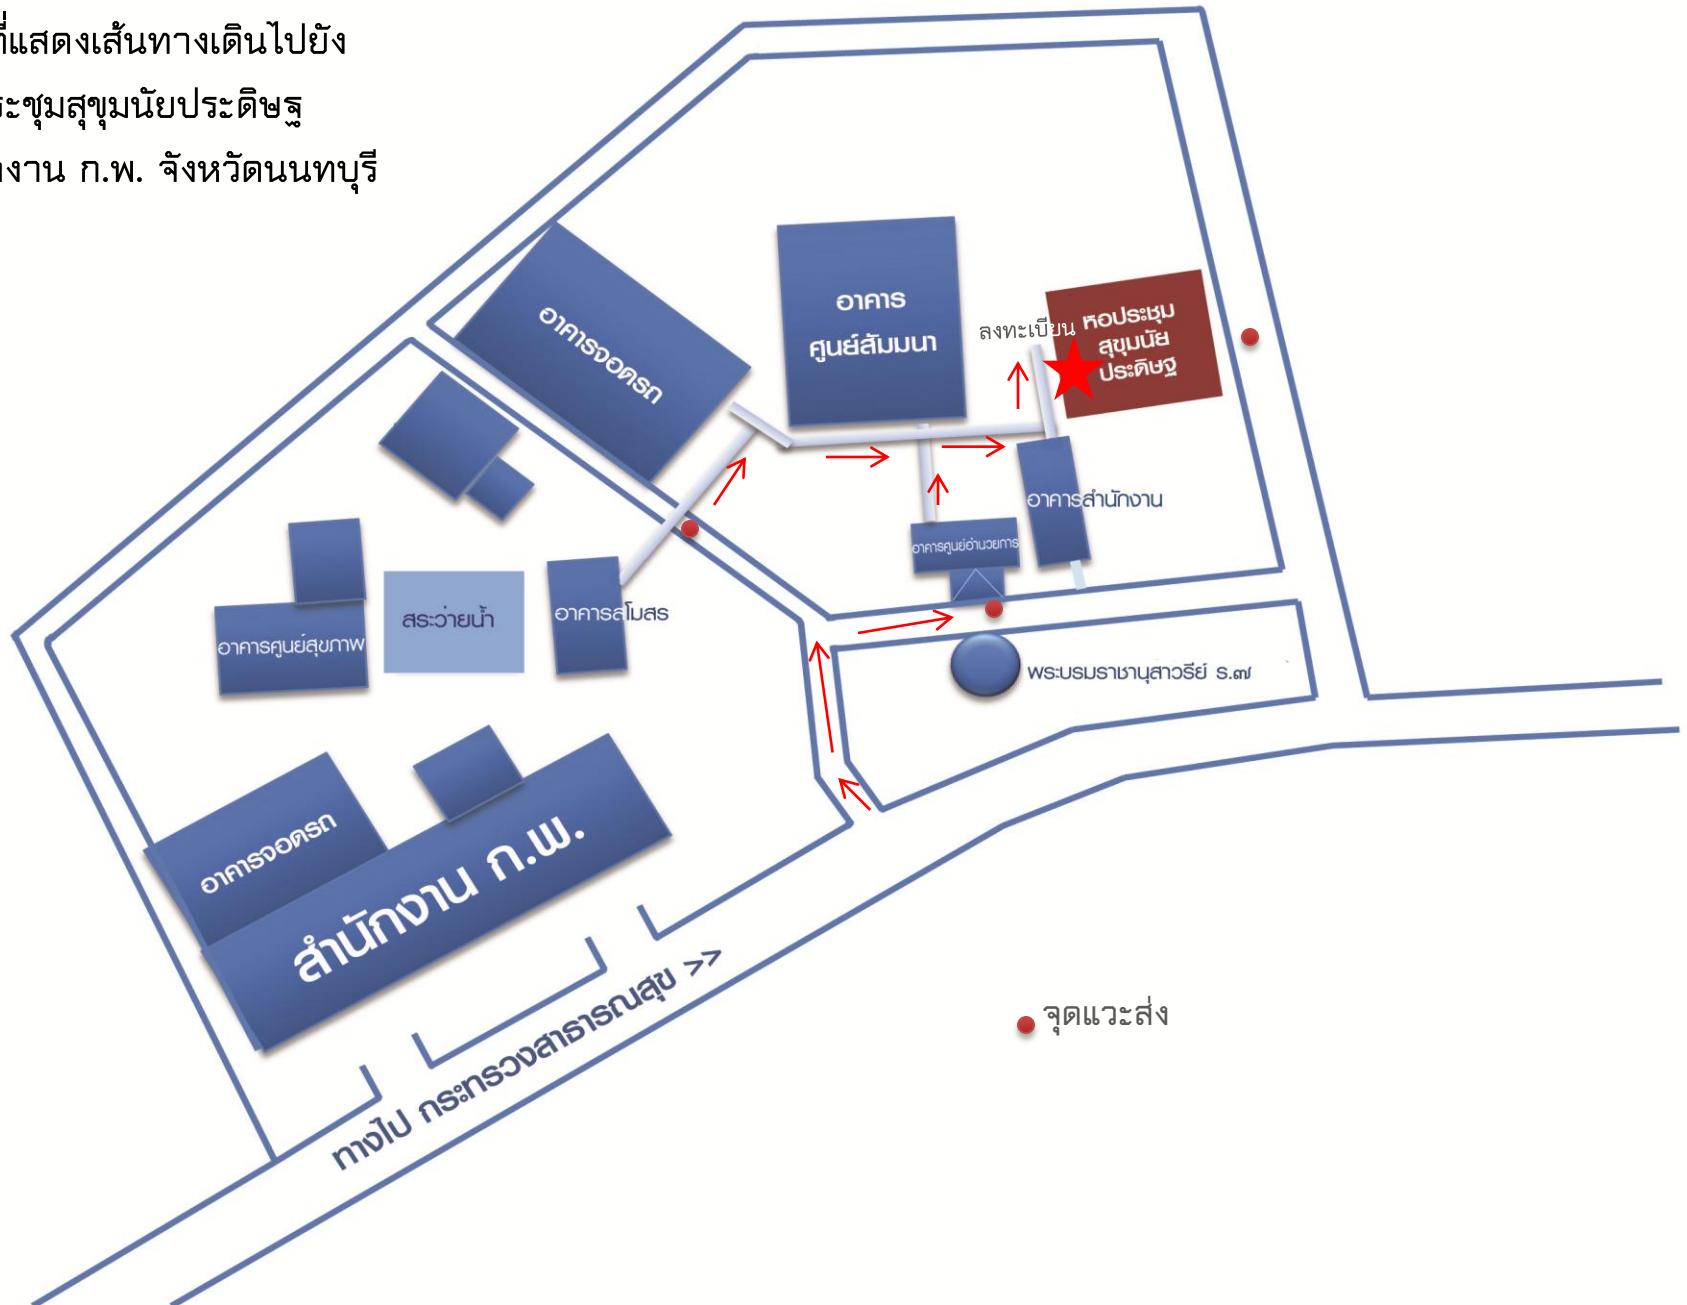 ที่แสดงเส้นทางเดินไปยัง
ระชุมสุขุมนัยประดิษฐ
งาน ก.พ. จังหวัดนนทบุรี
อาคารจอดรถ
อาคาร
ศูนย์สัมมนา
ลงทะเบียน
หอประชุม
สุขุมนัย
ประดิษฐ
อาคารสำนักงาน
อาคารศูนย์อำนวยการ
สระว่ายน้ำ
อาคารสโมสร
อาคารศูนย์สุขภาพ
พระบรมราชานุสาวรีย์ ร.๗
อาคารจอดรถ
สำนักงาน ก.พ.
ทางไป กระทรวงสาธารณสุข >>
จุดแวะส่ง